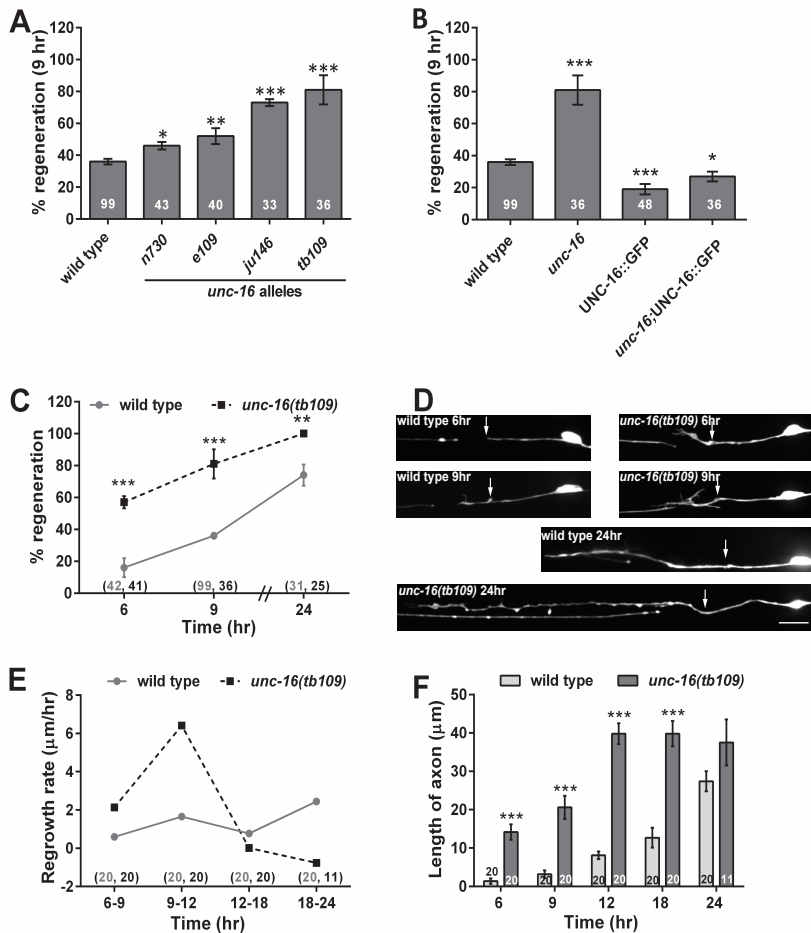 A
% regeneration (9 hr)
120
100
80
60
40
20
0
*
**
***
***
99
43
40
33
36
wild type
n730
e109
ju146
tb109
unc-16 alleles
B
% regeneration (9 hr)
120
100
80
60
40
20
0
***
***
*
99
36
48
36
wild type
unc-16
UNC-16::GFP
unc-16;UNC-16::GFP
C
wild type
unc-16(tb109)
% regeneration
120
100
80
60
40
20
0
***
***
**
(42, 41)
(99, 36)
(31, 25)
6
9
24
Time (hr)
D
wild type 6hr
unc-16(tb109) 6hr
wild type 9hr
unc-16(tb109) 9hr
wild type 24hr
unc-16(tb109) 24hr
E
wild type
unc-16(tb109)
Regrowth rate (μm/hr)
8
6
4
2
0
-2
(20, 20)
(20, 20)
(20, 20)
(20, 11)
6-9
9-12
12-18
18-24
Time (hr)
F
wild type
unc-16(tb109)
Length of axon (μm)
50
40
30
20
10
0
***
***
***
***
20
20
20
20
20
20
20
20
20
11
6
9
12
18
24
Time (hr)